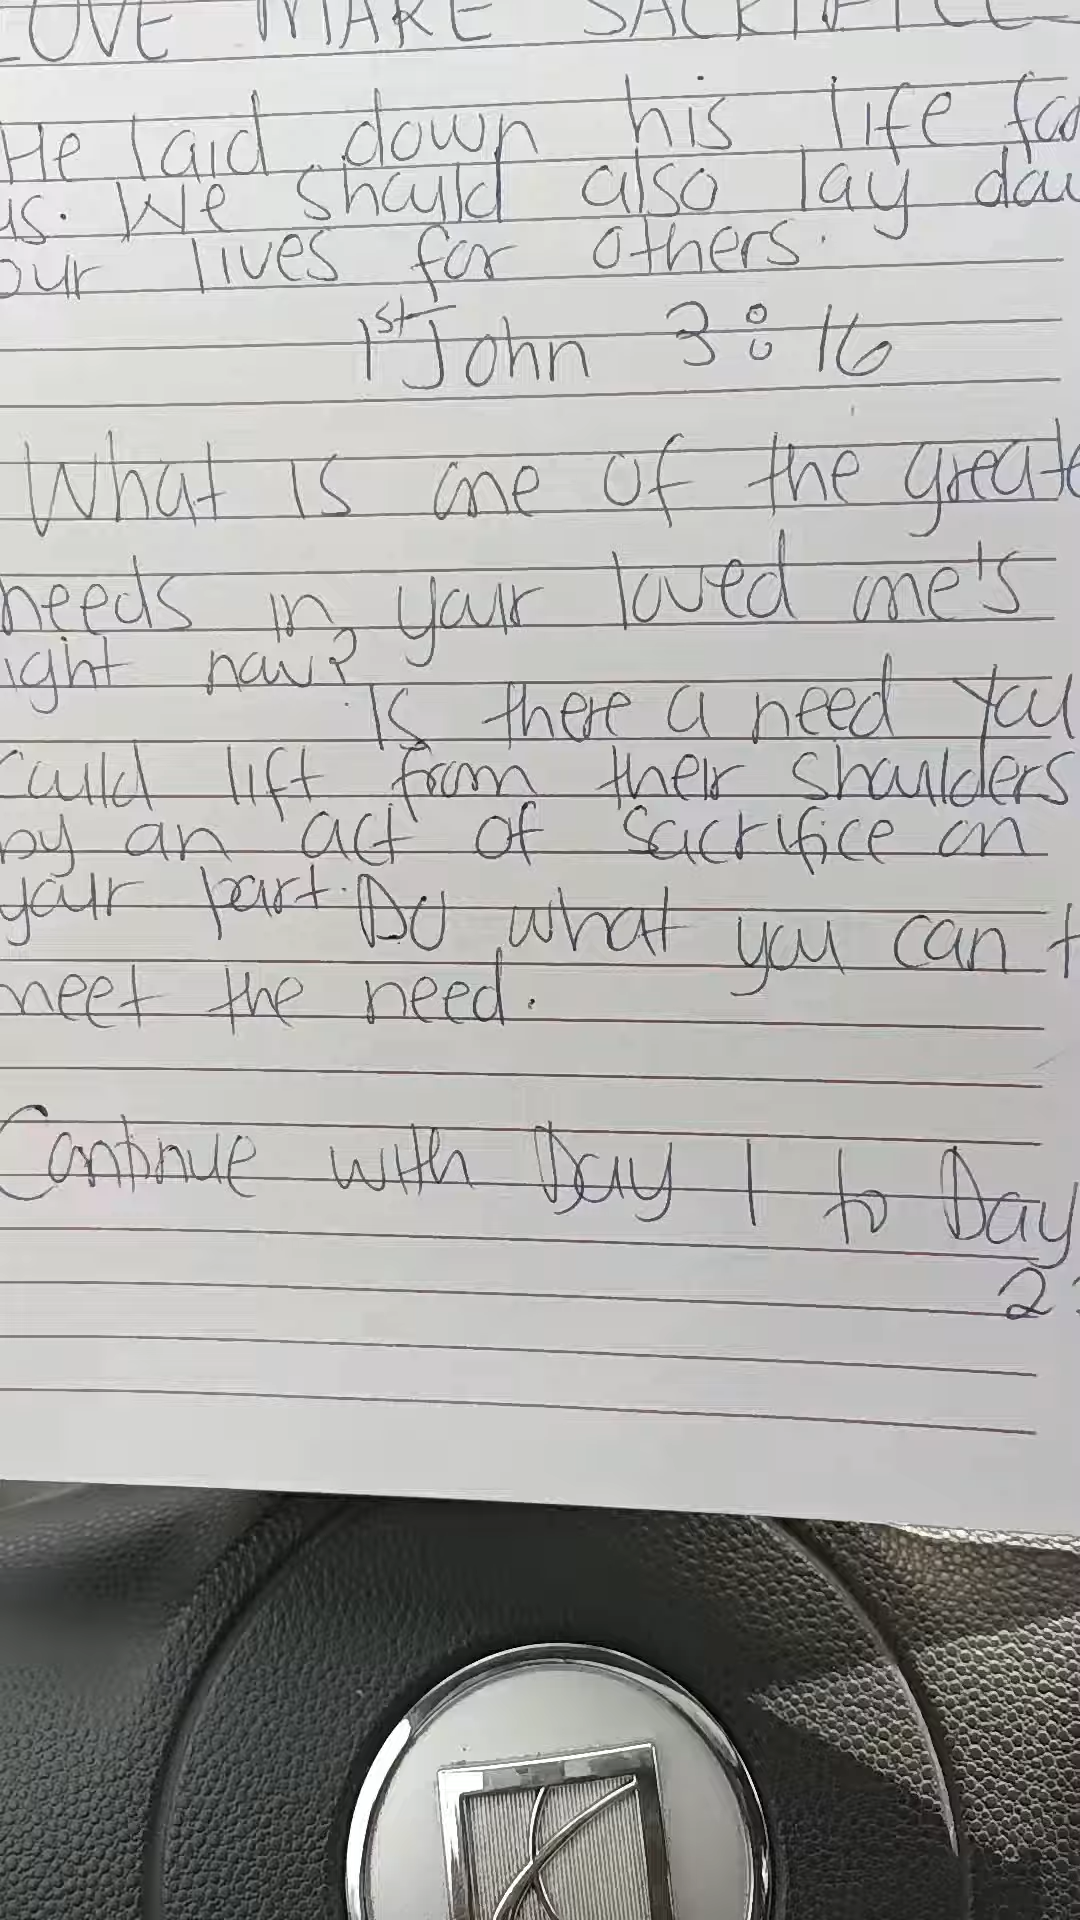 LOVE MAKE SACRIFICE
He laid down his life for
us. We should also lay dow
our lives for others.
1st John 3:16
What is one of the greate
needs in your loved one's
ight now?
Is there a need you
could lift from their shoulders
by an act of sacrifice on
your part. Do what you can t
meet the need.
Continue with Day 1 to Day
2